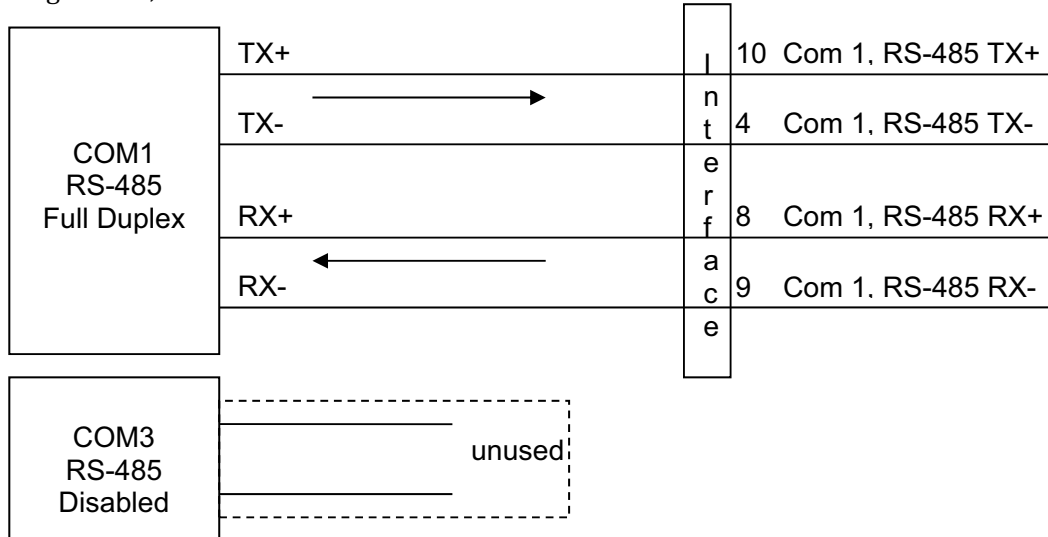 TX+
10 Com 1, RS-485 TX+
TX-
4 Com 1, RS-485 TX-
COM1
RS-485
Full Duplex
RX+
8 Com 1, RS-485 RX+
RX-
9 Com 1, RS-485 RX-
Interface
COM3
RS-485
Disabled
unused